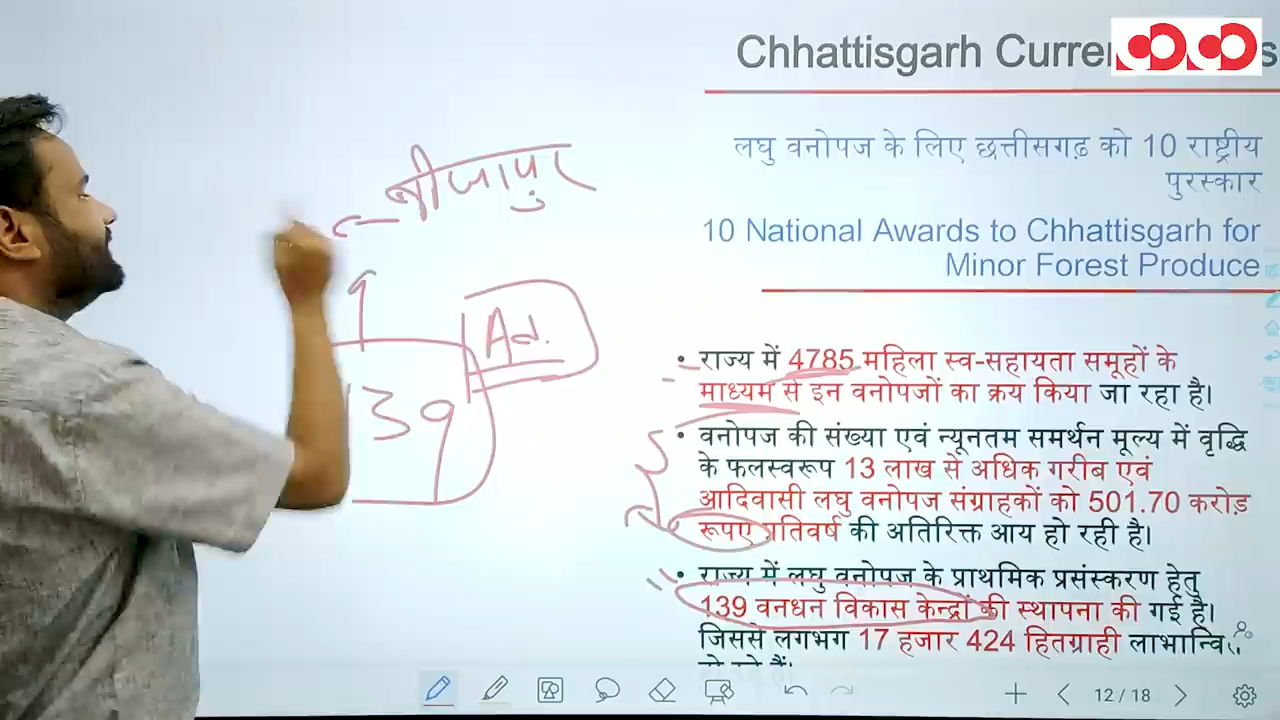 Chhattisgarh Curre
s
लघु वनोपज के लिए छत्तीसगढ़ को 10 राष्ट्रीय
पुरस्कार
10 National Awards to Chhattisgarh for
Minor Forest Produce
बीजापुर
Ad.
139
• राज्य में 4785 महिला स्व-सहायता समूहों के
माध्यम से इन वनोपजों का क्रय किया जा रहा है।
• वनोपज की संख्या एवं न्यूनतम समर्थन मूल्य में वृद्धि
के फलस्वरूप 13 लाख से अधिक गरीब एवं
आदिवासी लघु वनोपज संग्राहकों को 501.70 करोड़
रूपए प्रतिवर्ष की अतिरिक्त आय हो रही है।
• राज्य में लघु वनोपज के प्राथमिक प्रसंस्करण हेतु
139 वनधन विकास केन्द्रों की स्थापना की गई है।
जिससे लगभग 17 हजार 424 हितग्राही
12 / 18